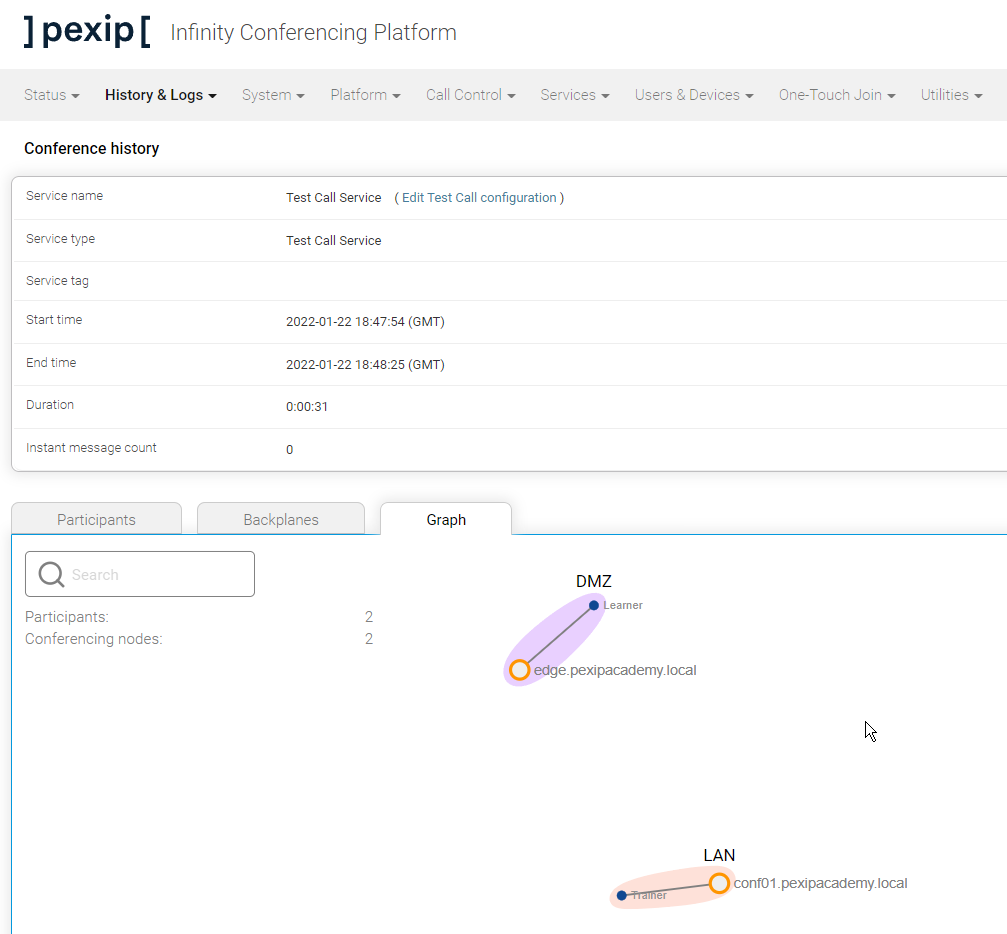 ]pexip[ Infinity Conferencing Platform
Status History & Logs System Platform Call Control Services Users & Devices One-Touch Join Utilities
Conference history
Service name Test Call Service ( Edit Test Call configuration )
Service type Test Call Service
Service tag
Start time 2022-01-22 18:47:54 (GMT)
End time 2022-01-22 18:48:25 (GMT)
Duration 0:00:31
Instant message count 0
Participants Backplanes Graph
Search
Participants: 2
Conferencing nodes: 2
DMZ
Learner
edge.pexipacademy.local
LAN
conf01.pexipacademy.local
Trainer